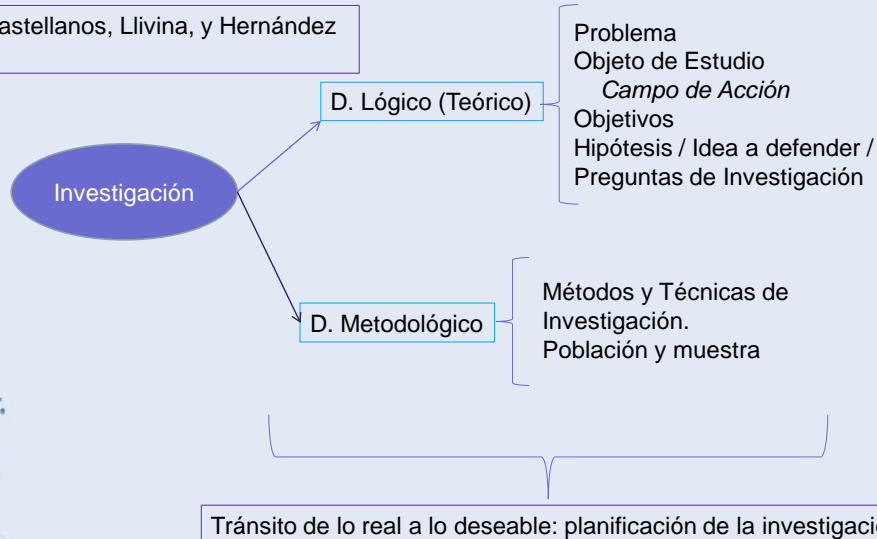 astellanos, Llivina, y Hernández
Problema
Objeto de Estudio
Campo de Acción
Objetivos
Hipótesis / Idea a defender /
Preguntas de Investigación
D. Lógico (Teórico)
Investigación
D. Metodológico
Métodos y Técnicas de
Investigación.
Población y muestra
Tránsito de lo real a lo deseable: planificación de la investigació